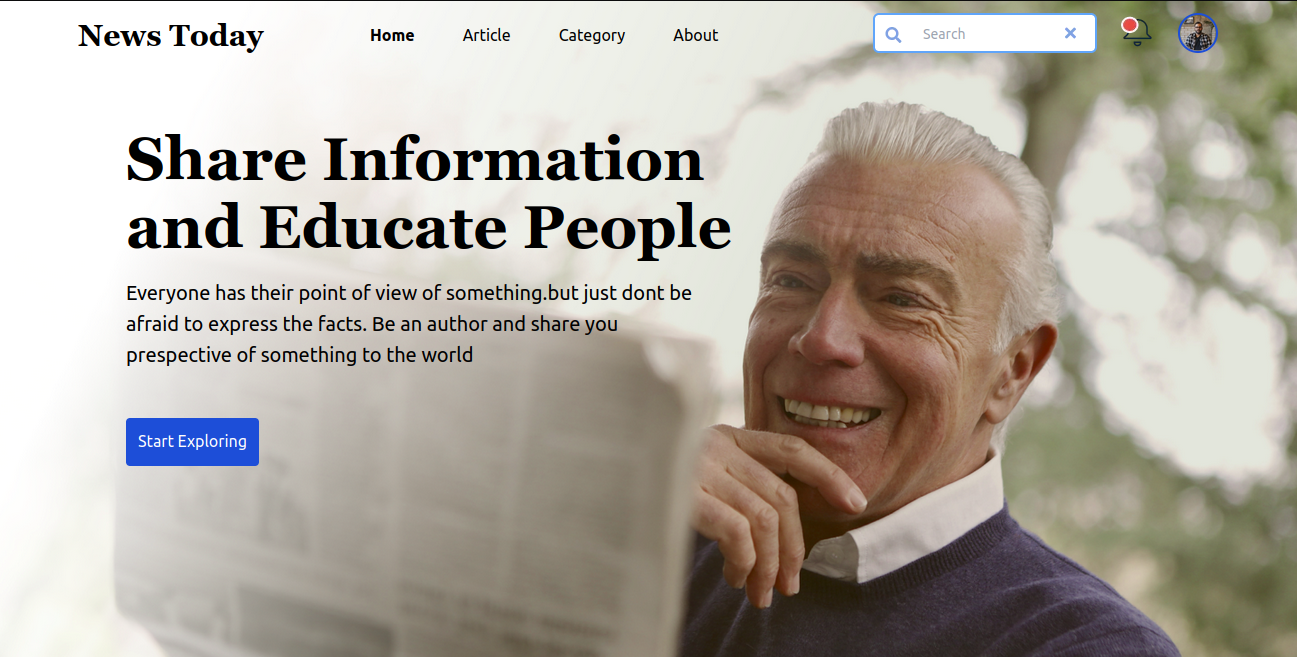 News Today
Home
Article
Category
About
Search
Share Information
and Educate People
Everyone has their point of view of something.but just dont be
afraid to express the facts. Be an author and share you
prespective of something to the world
Start Exploring